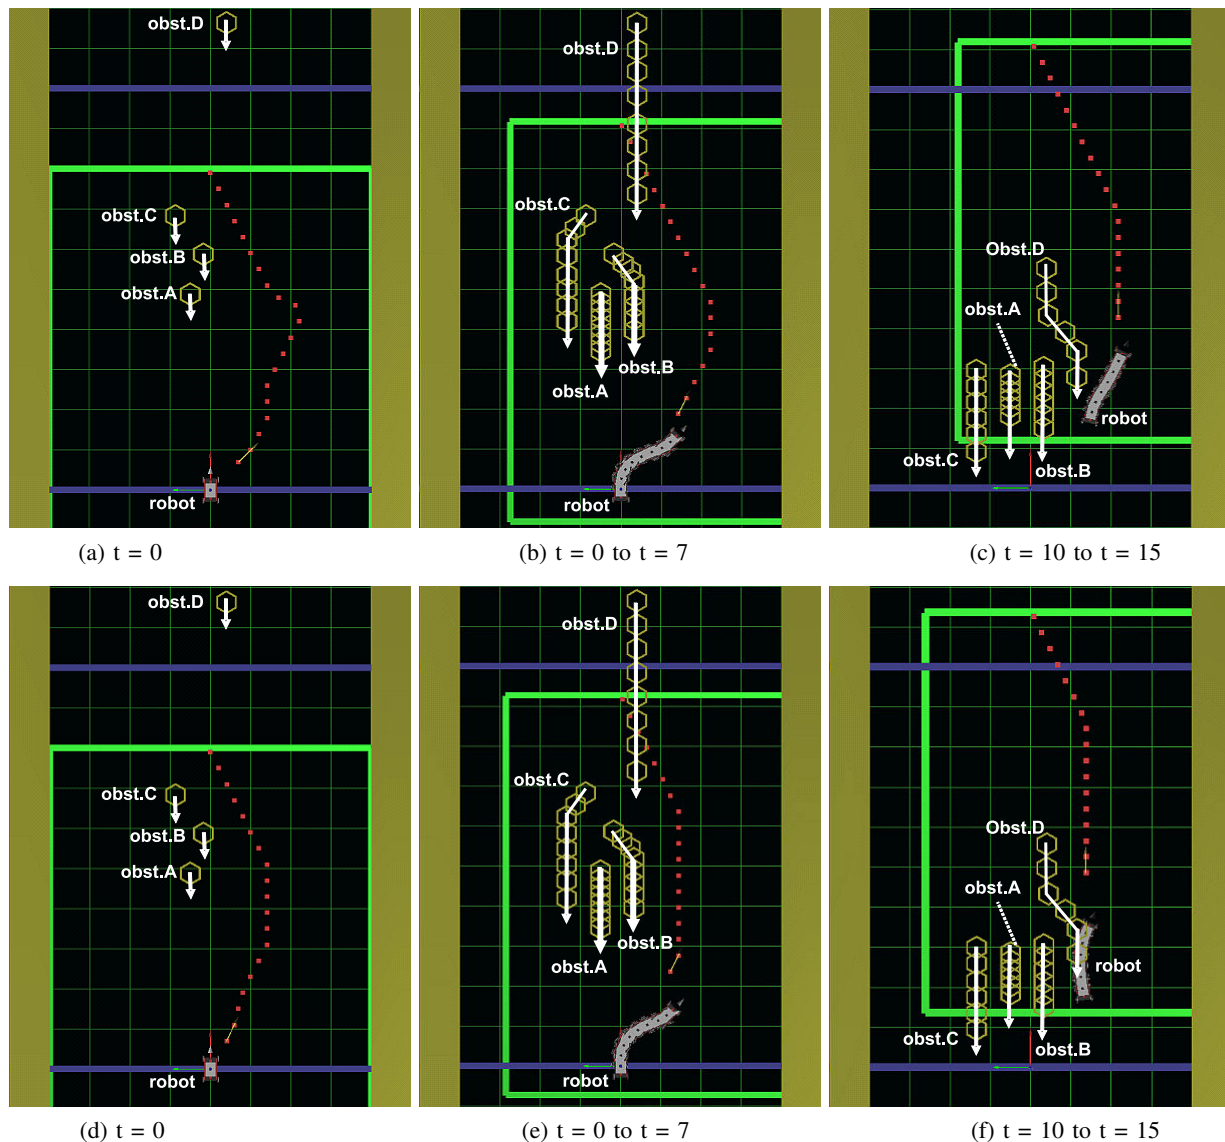 obst.D
obst.C
obst.B
obst.A
robot
(a) t = 0
obst.D
obst.C
obst.B
obst.A
robot
(b) t = 0 to t = 7
Obst.D
obst.A
robot
obst.C
obst.B
(c) t = 10 to t = 15
obst.D
obst.C
obst.B
obst.A
robot
(d) t = 0
obst.D
obst.C
obst.B
obst.A
robot
(e) t = 0 to t = 7
Obst.D
obst.A
robot
obst.C
obst.B
(f) t = 10 to t = 15